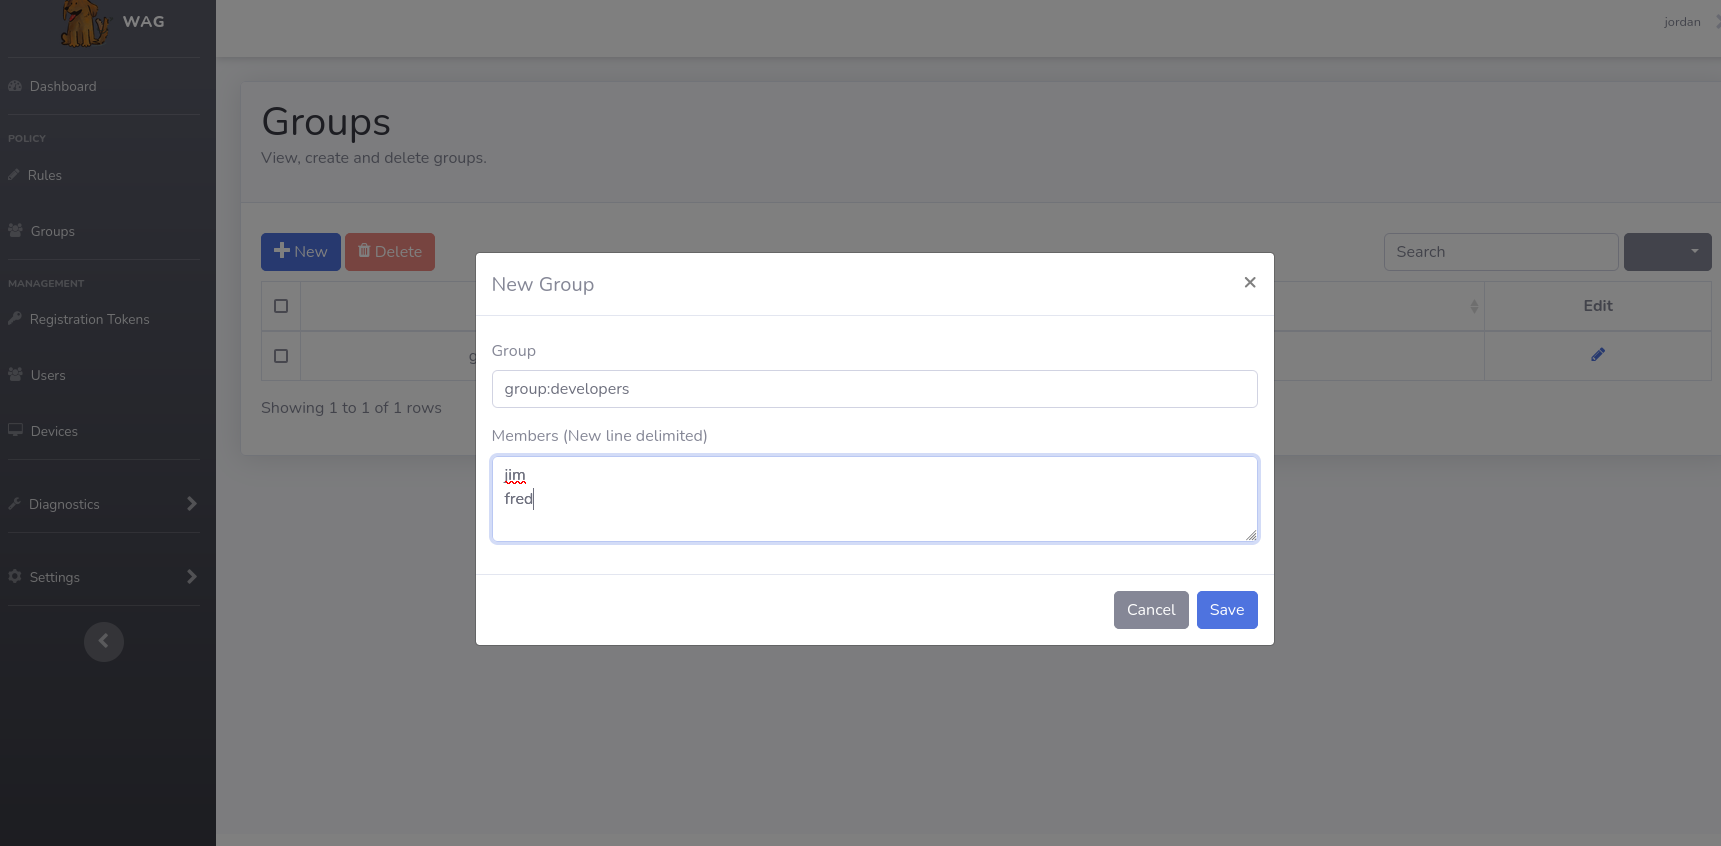 WAG
jordan
Dashboard
POLICY
Rules
Groups
MANAGEMENT
Registration Tokens
Users
Devices
Diagnostics
Settings
Groups
View, create and delete groups.
New
Delete
Search
Edit
Showing 1 to 1 of 1 rows
New Group
×
Group
group:developers
Members (New line delimited)
jim
fred
Cancel
Save